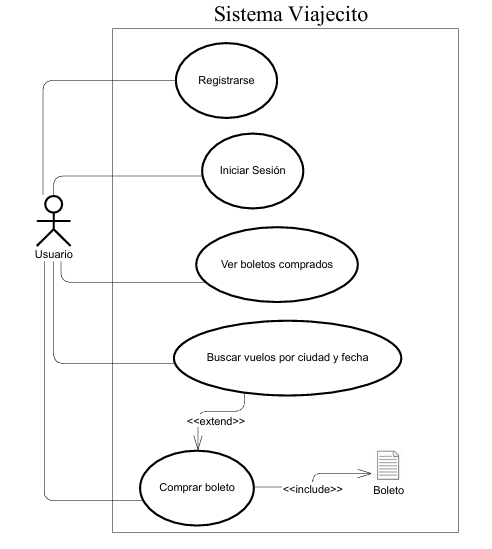 Sistema Viajecito
Registrarse
Iniciar Sesión
Usuario
Ver boletos comprados
Buscar vuelos por ciudad y fecha
<<extend>>
Comprar boleto
<<include>>
Boleto